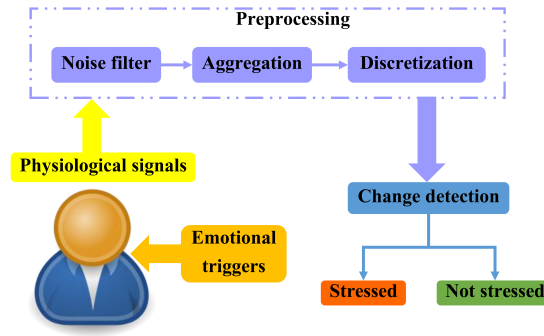 Preprocessing
Noise filter
Aggregation
Discretization
Physiological signals
Change detection
Emotional
triggers
Stressed
Not stressed